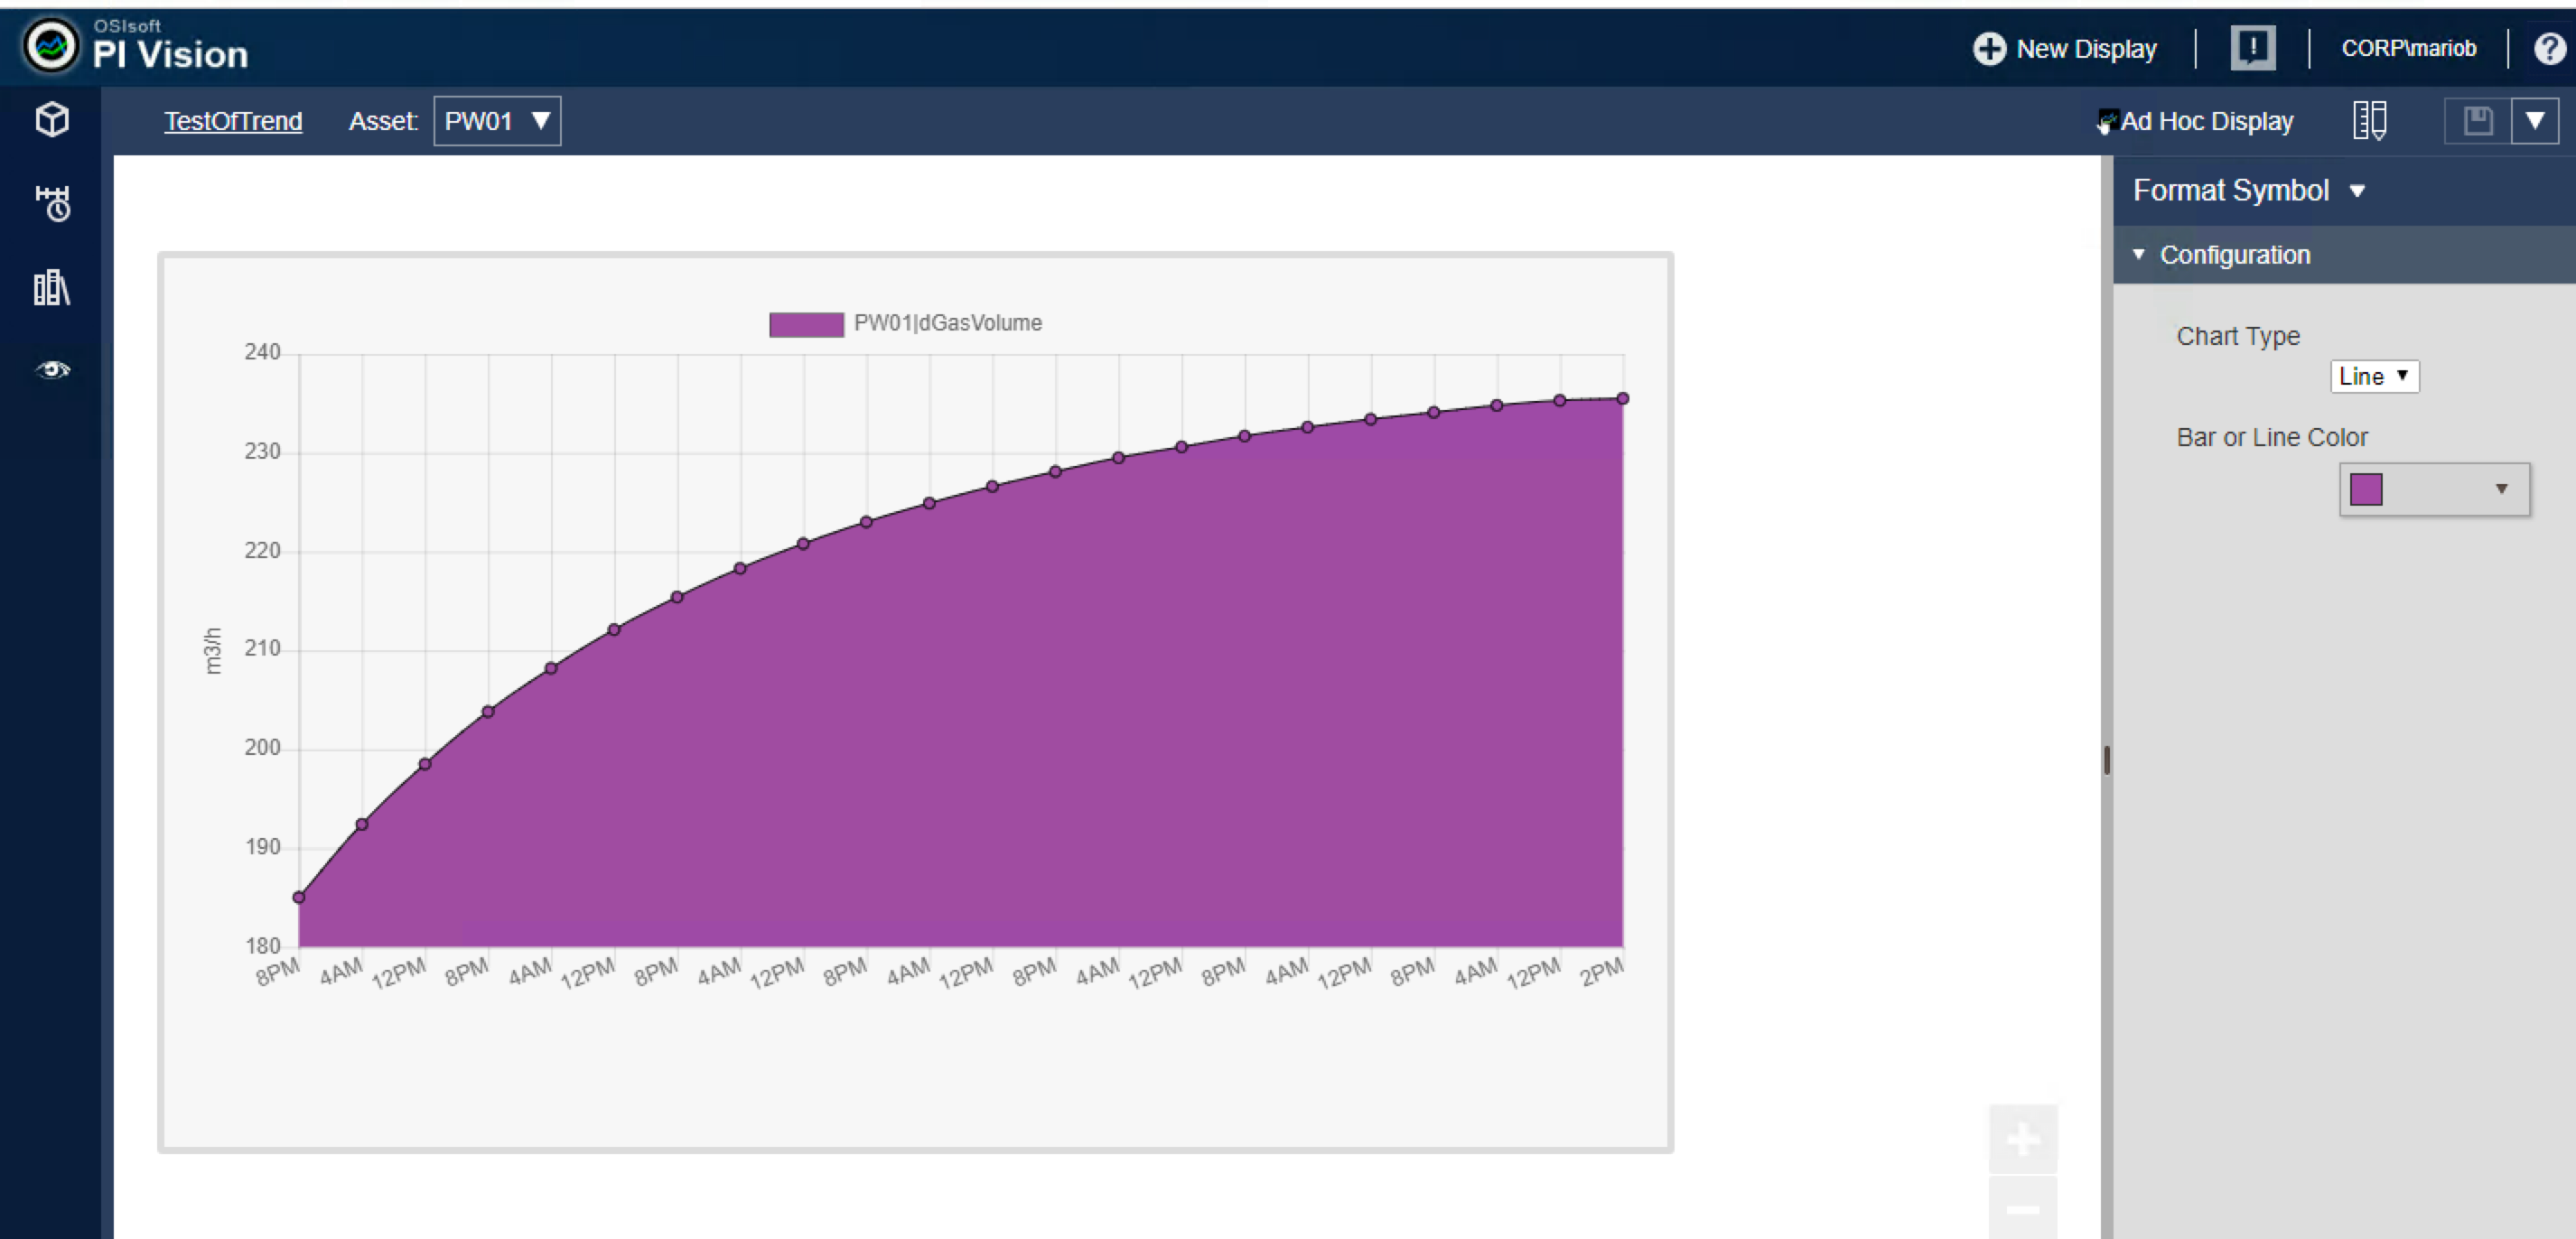 OSIsoft
PI Vision
New Display
CORP\mariob
?
TestOfTrend Asset: PW01 ▼
Ad Hoc Display
Format Symbol
Configuration
Chart Type
Line
Bar or Line Color
PW01|dGasVolume
240
230
220
210
200
190
180
m3/h
8PM 4AM 12PM 8PM 4AM 12PM 8PM 4AM 12PM 8PM 4AM 12PM 8PM 4AM 12PM 8PM 4AM 12PM 8PM 4AM 12PM 2PM